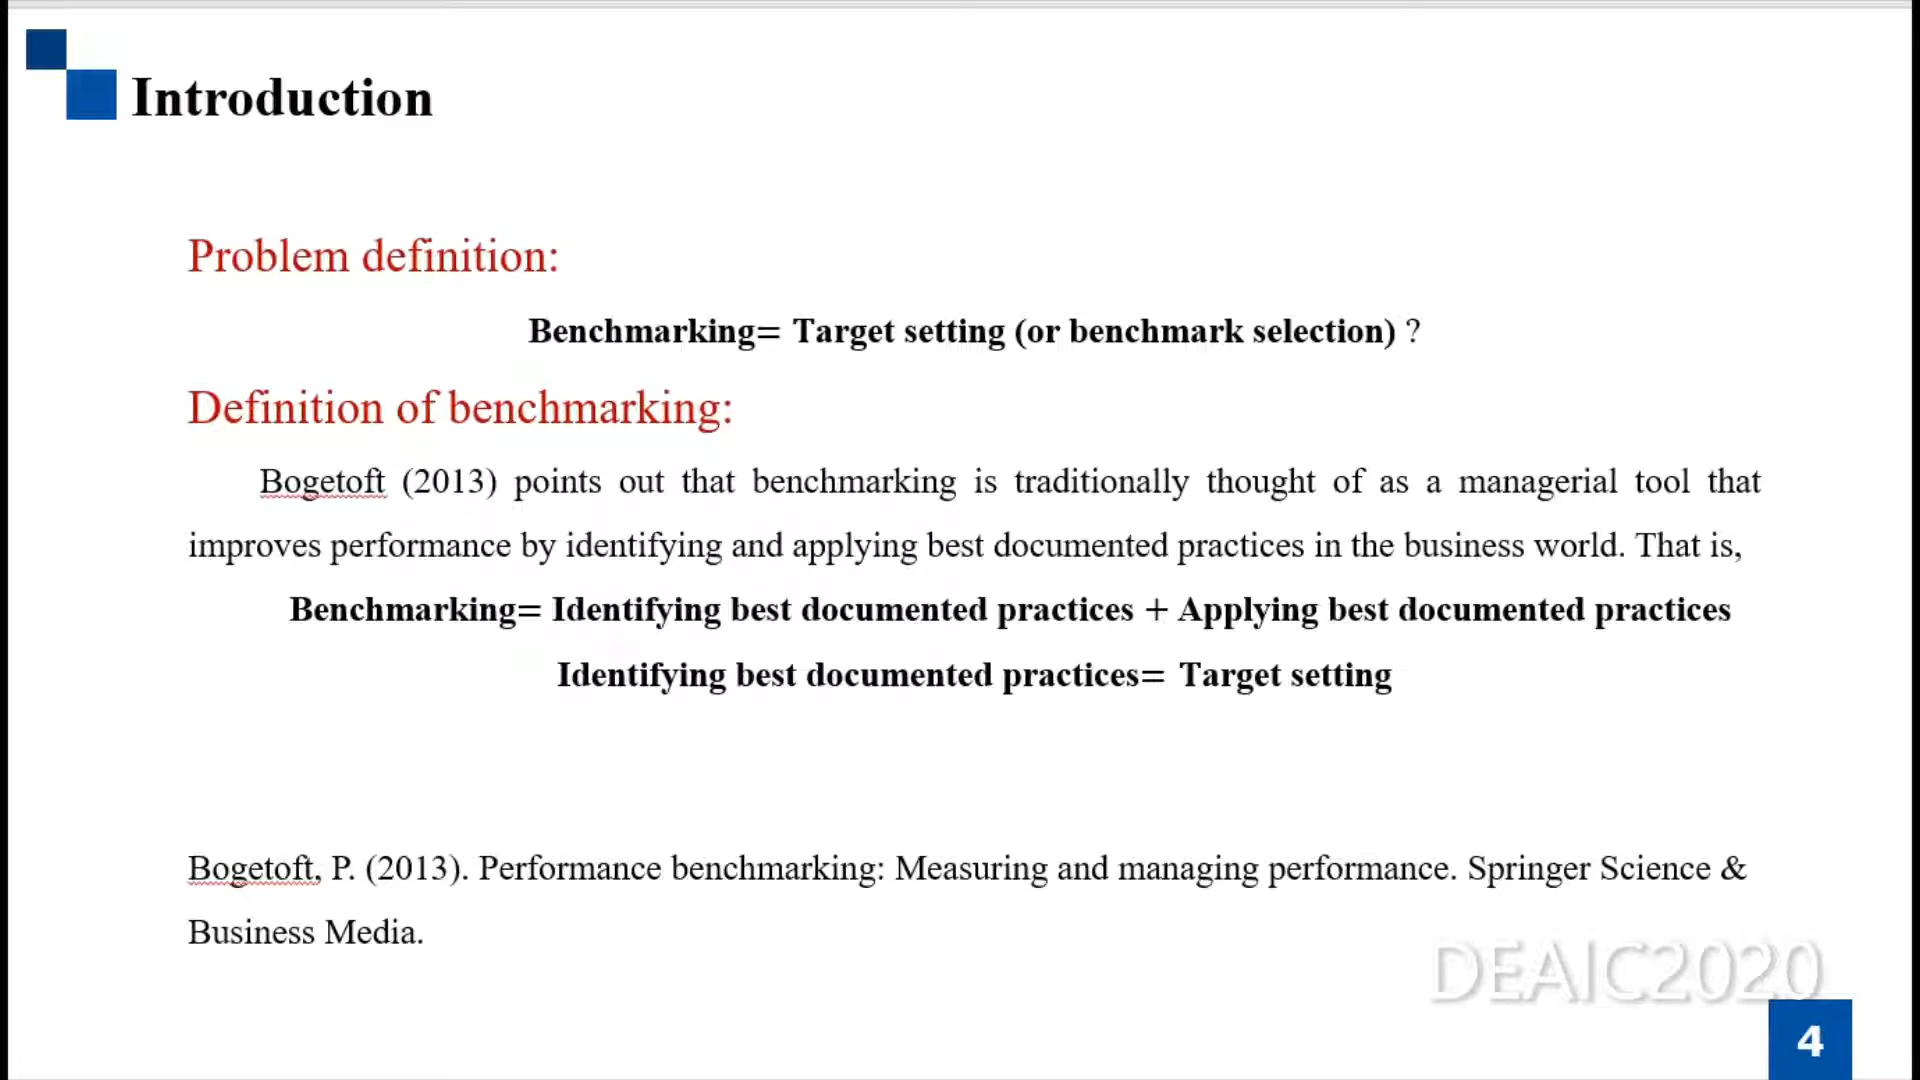 Introduction
Problem definition:
Benchmarking= Target setting (or benchmark selection) ?
Definition of benchmarking:
Bogetoft (2013) points out that benchmarking is traditionally thought of as a managerial tool that
improves performance by identifying and applying best documented practices in the business world. That is,
Benchmarking= Identifying best documented practices + Applying best documented practices
Identifying best documented practices= Target setting
Bogetoft, P. (2013). Performance benchmarking: Measuring and managing performance. Springer Science &
Business Media.
DEAIC2020
4